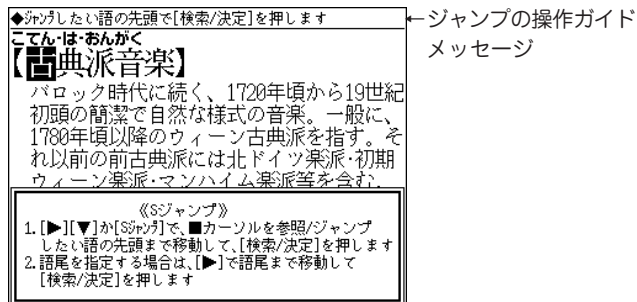 ◆ｼﾞｬﾝﾌﾟしたい語の先頭で[検索/決定]を押します
←ジャンプの操作ガイド
メッセージ
こてん‐は‐おんがく
【古典派音楽】
バロック時代に続く、1720年頃から19世紀
初頭の簡潔で自然な様式の音楽。一般に、
1780年頃以降のウィーン古典派を指す。そ
れ以前の前古典派には北ドイツ楽派・初期
ウィーン楽派・マンハイム楽派等を含む。
《Sジャンプ》
1.[▶][▼]か[Sｼﾞｬﾝﾌﾟ]で、■カーソルを参照/ジャンプ
したい語の先頭まで移動して、[検索/決定]を押します
2.語尾を指定する場合は、[▶]で語尾まで移動して
[検索/決定]を押します